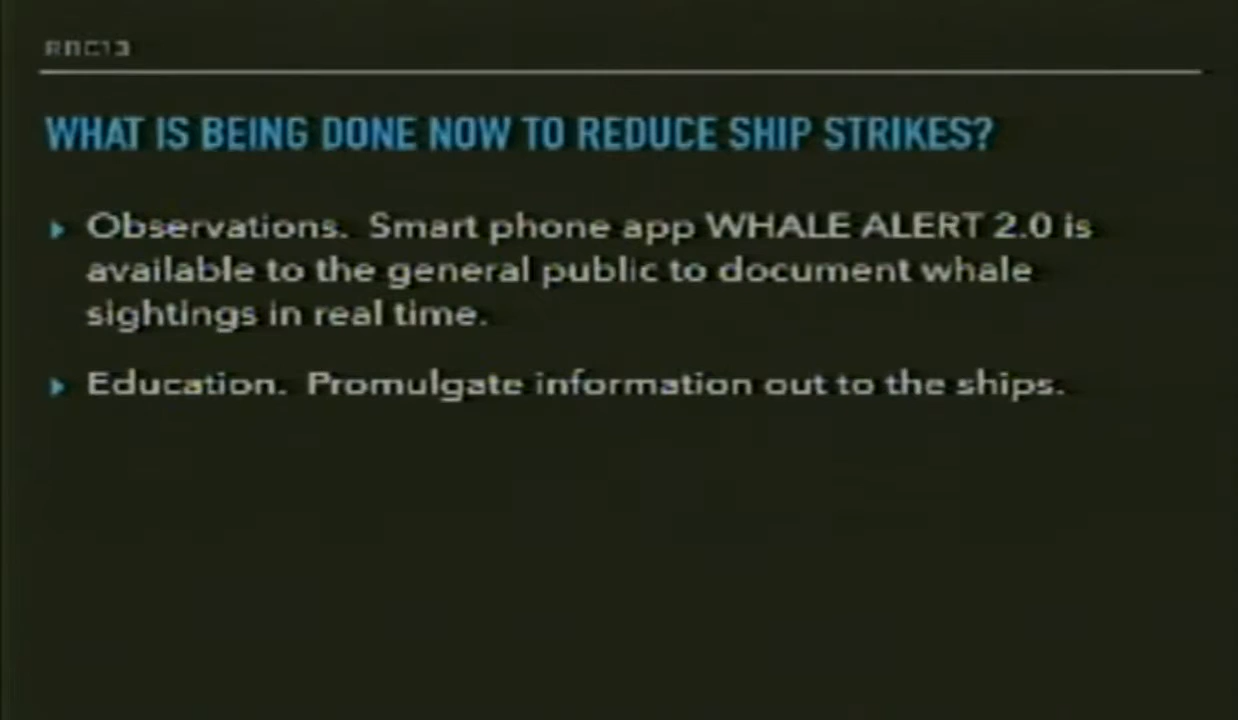 WHAT IS BEING DONE NOW TO REDUCE SHIP STRIKES?
Observations. Smart phone app WHALE ALERT 2.0 is
available to the general public to document whale
sightings in real time.
Education. Promulgate information out to the ships.